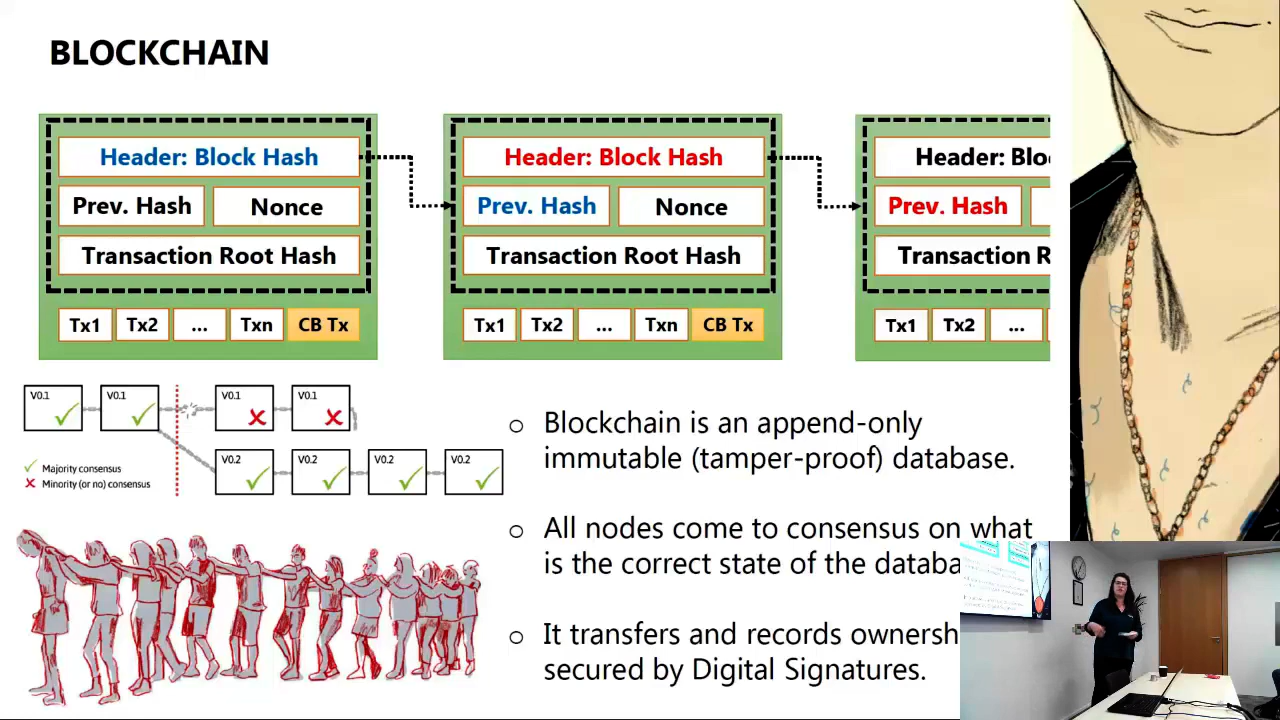 BLOCKCHAIN
Header: Block Hash
Prev. Hash
Nonce
Transaction Root Hash
Tx1
Tx2
...
Txn
CB Tx
Header: Block Hash
Prev. Hash
Nonce
Transaction Root Hash
Tx1
Tx2
...
Txn
CB Tx
Header: Blo
Prev. Hash
Transaction R
Tx1
Tx2
...
V0.1
V0.1
V0.1
V0.1
V0.2
V0.2
V0.2
V0.2
Majority consensus
Minority (or no) consensus
Blockchain is an append-only
immutable (tamper-proof) database.
All nodes come to consensus on what
is the correct state of the databa
It transfers and records ownersh
secured by Digital Signatures.